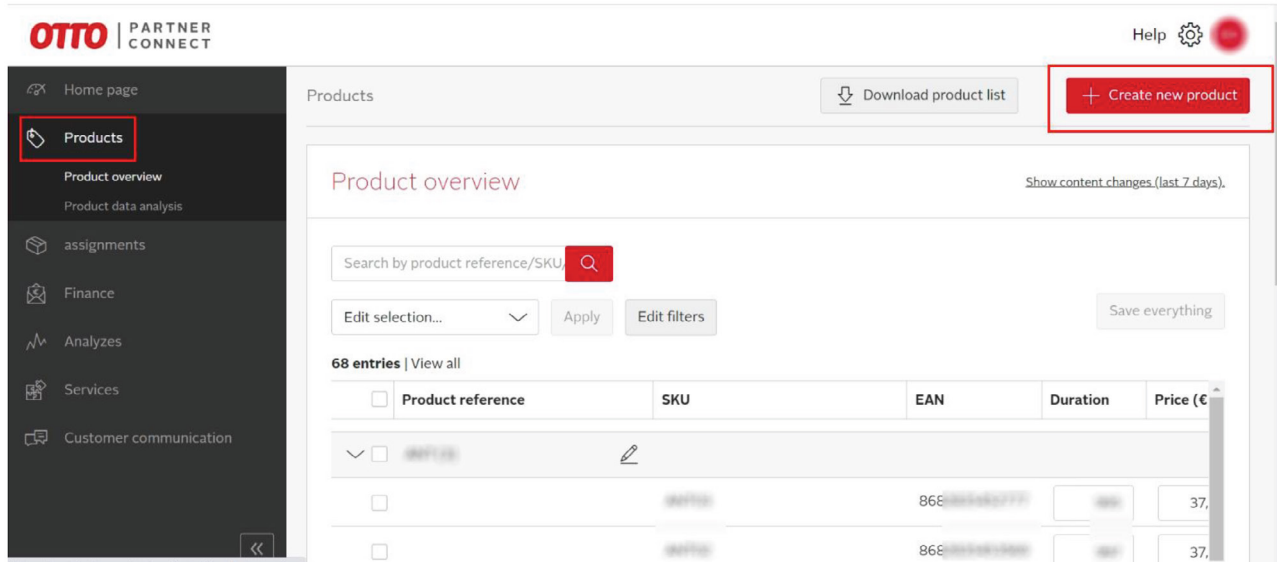 OTTO | PARTNER CONNECT
Help
Home page
Products
Product overview
Product data analysis
assignments
Finance
Analyzes
Services
Customer communication
Products
Download product list
Create new product
Product overview
Show content changes (last 7 days).
Search by product reference/SKU/
Edit selection...
Apply
Edit filters
Save everything
68 entries | View all
Product reference SKU EAN Duration Price (€
868 37,
868 37,